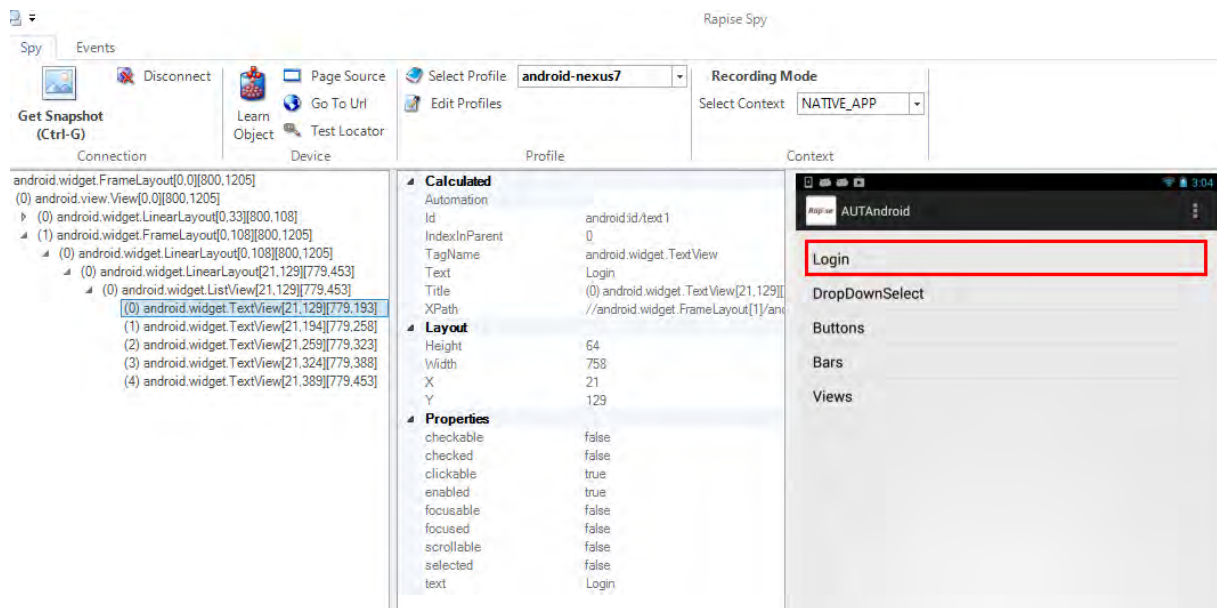 Rapise Spy
Spy Events
Get Snapshot
(Ctrl-G)
Disconnect
Connection
Learn
Object
Page Source
Go To Url
Test Locator
Device
Select Profile android-nexus7
Edit Profiles
Profile
Recording Mode
Select Context NATIVE_APP
Context
android.widget.FrameLayout[0,0][800,1205]
(0) android.view.View[0,0][800,1205]
(0) android.widget.LinearLayout[0,33][800,108]
(1) android.widget.FrameLayout[0,108][800,1205]
(0) android.widget.LinearLayout[0,108][800,1205]
(0) android.widget.LinearLayout[21,129][779,453]
(0) android.widget.ListView[21,129][779,453]
(0) android.widget.TextView[21,129][779,193]
(1) android.widget.TextView[21,194][779,258]
(2) android.widget.TextView[21,259][779,323]
(3) android.widget.TextView[21,324][779,388]
(4) android.widget.TextView[21,389][779,453]
Calculated
Automation
Id android:id/text1
IndexInParent 0
TagName android.widget.TextView
Text Login
Title (0) android.widget.TextView[21,129][
XPath //android.widget.FrameLayout[1]/and
Layout
Height 64
Width 758
X 21
Y 129
Properties
checkable false
checked false
clickable true
enabled true
focusable false
focused false
scrollable false
selected false
text Login
3:04
Rapise AUTAndroid
Login
DropDownSelect
Buttons
Bars
Views